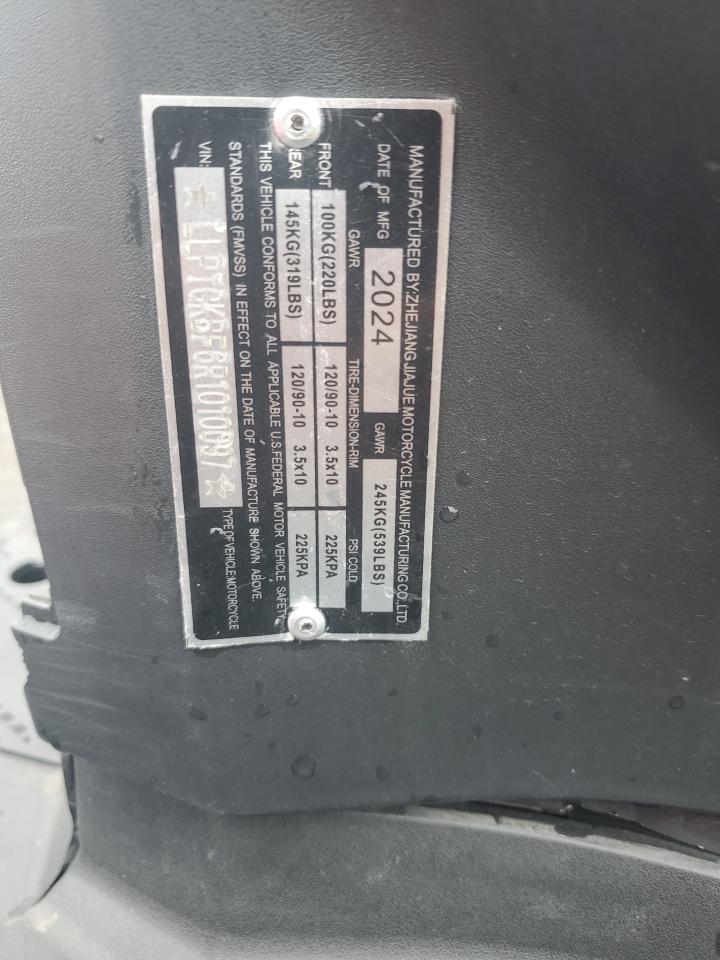 MANUFACTURED BY:ZHEJIANG JIAJUE MOTORCYCLE MANUFACTURING CO.,LTD.
DATE OF MFG 2024 GAWR 245KG(539LBS)
GAWR TIRE-DIMENSION-RIM PSI COLD
FRONT 100KG(220LBS) 120/90-10 3.5x10 225KPA
REAR 145KG(319LBS) 120/90-10 3.5x10 225KPA
THIS VEHICLE CONFORMS TO ALL APPLICABLE U.S.FEDERAL MOTOR VEHICLE SAFETY
STANDARDS (FMVSS) IN EFFECT ON THE DATE OF MANUFACTURE SHOWN ABOVE.
VIN: ☆LLPTCKBF6R1010097☆ TYPE OF VEHICLE:MOTORCYCLE